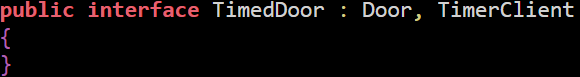 public interface TimedDoor : Door, TimerClient
{
}